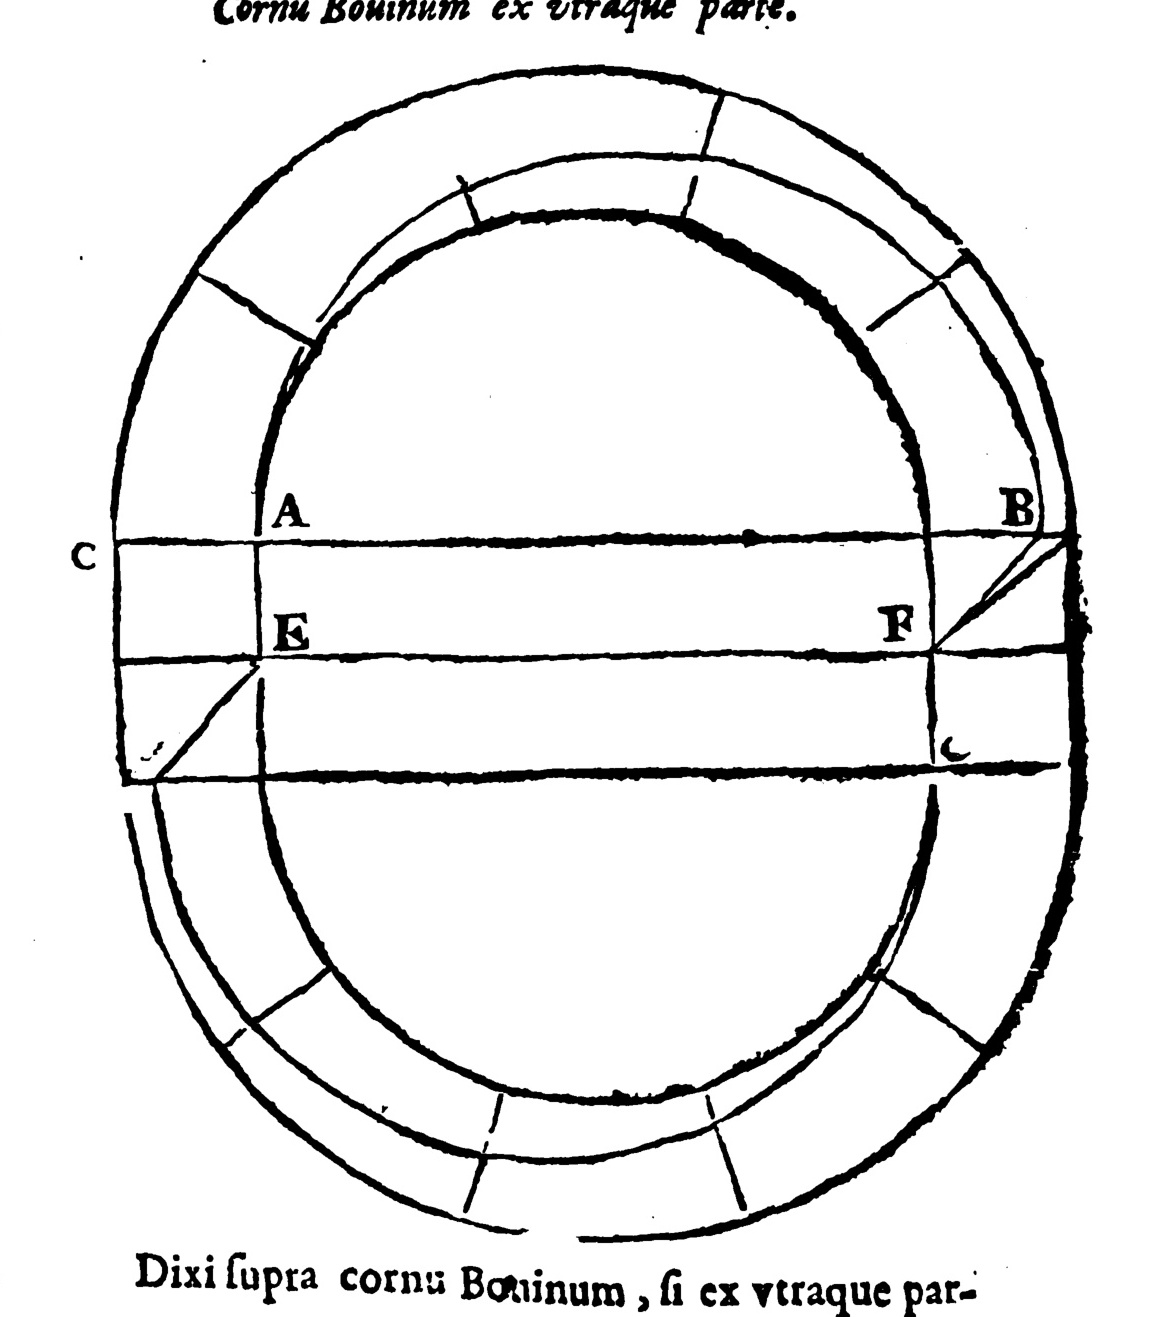 Cornu Bouinum ex vtraque parte.
A
B
C
E
F
C
Dixi ſupra cornu Bouinum, ſi ex vtraque par-